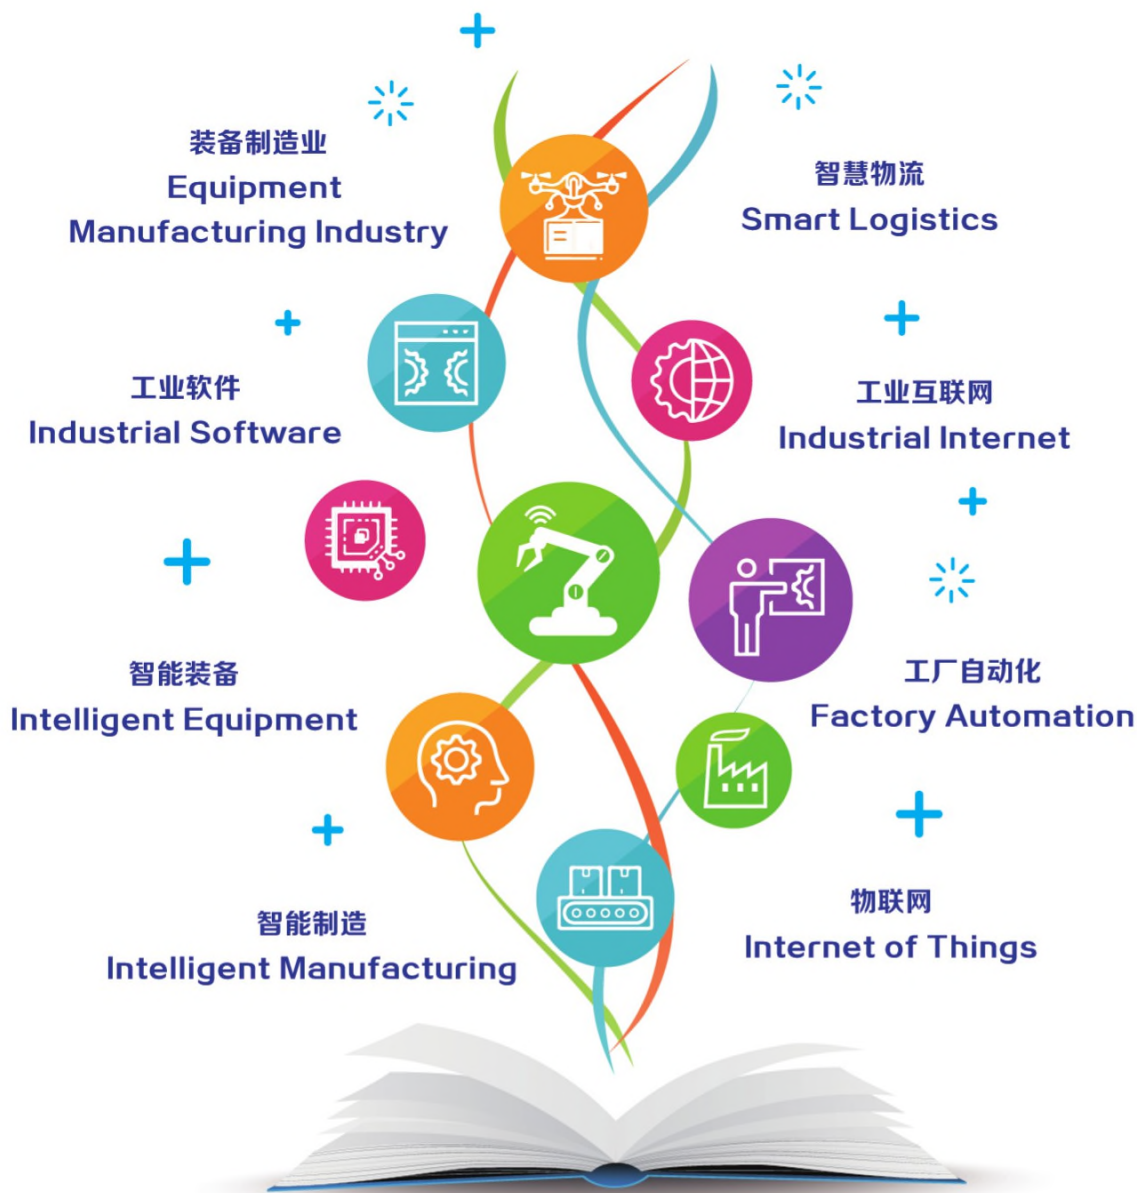 装备制造业
Equipment
Manufacturing Industry
智慧物流
Smart Logistics
工业软件
Industrial Software
工业互联网
Industrial Internet
智能装备
Intelligent Equipment
工厂自动化
Factory Automation
智能制造
Intelligent Manufacturing
物联网
Internet of Things